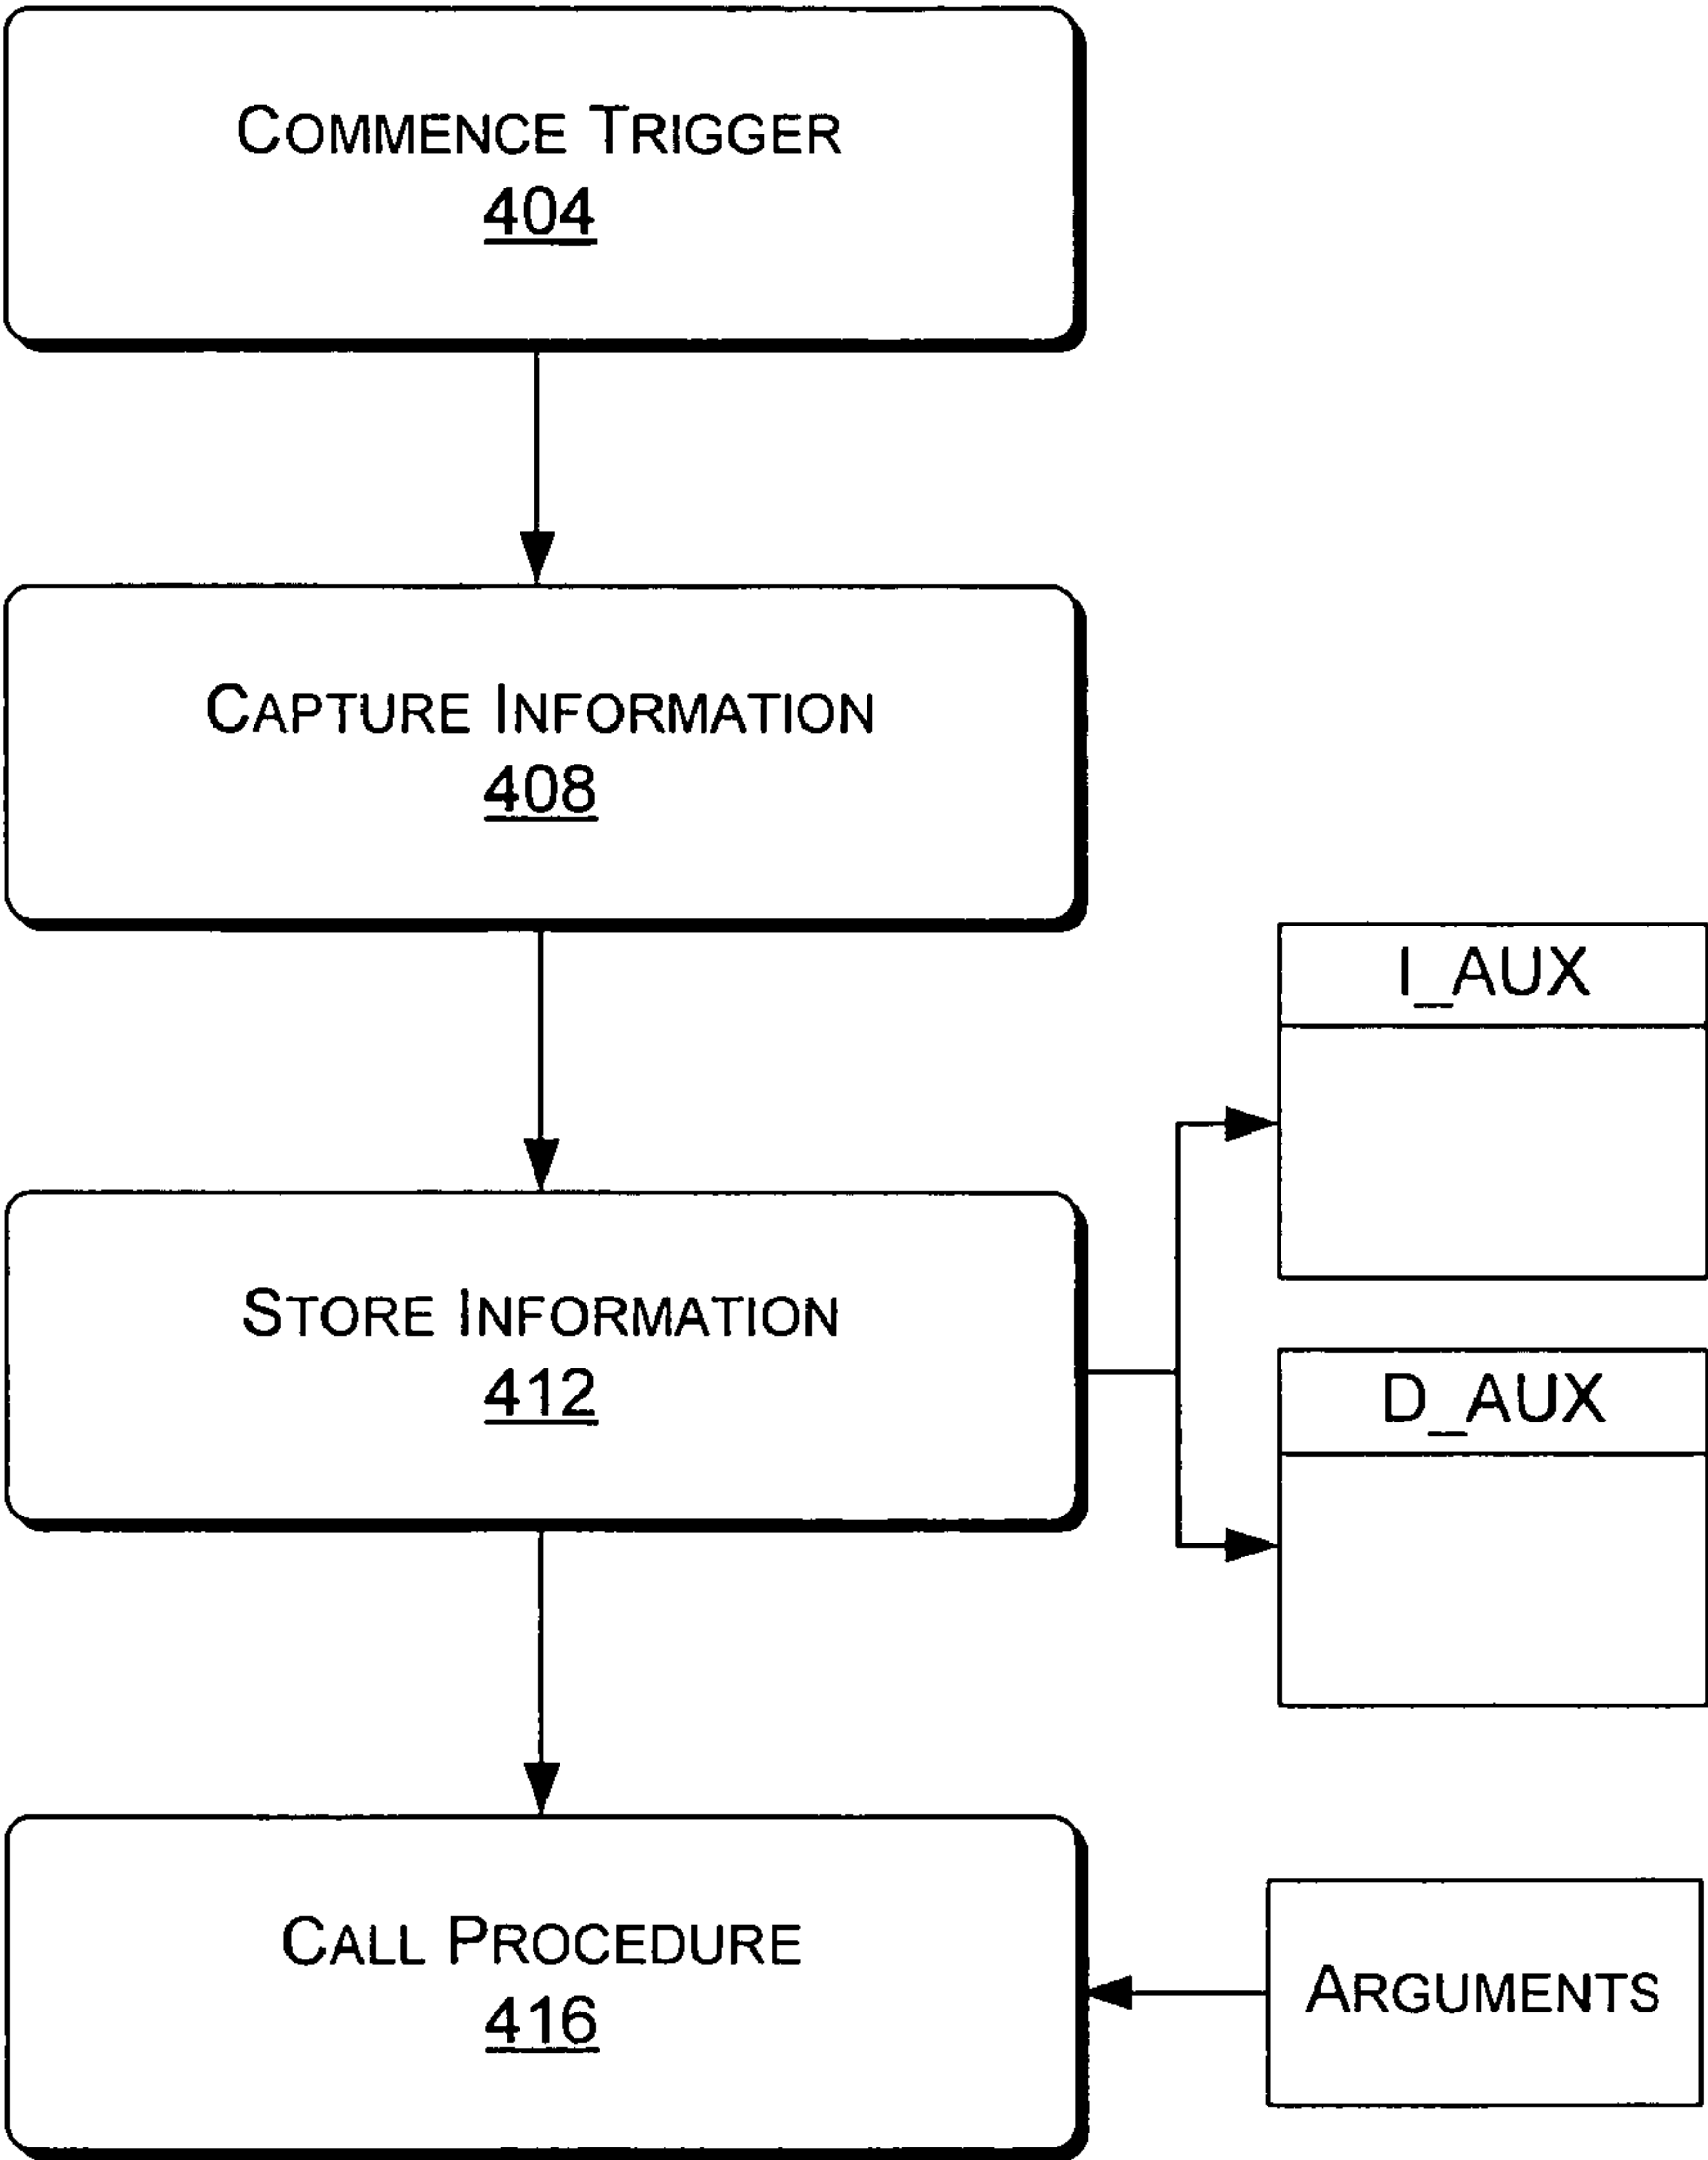 COMMENCE TRIGGER
404
CAPTURE INFORMATION
408
I_AUX
STORE INFORMATION
412
D_AUX
CALL PROCEDURE
416
ARGUMENTS